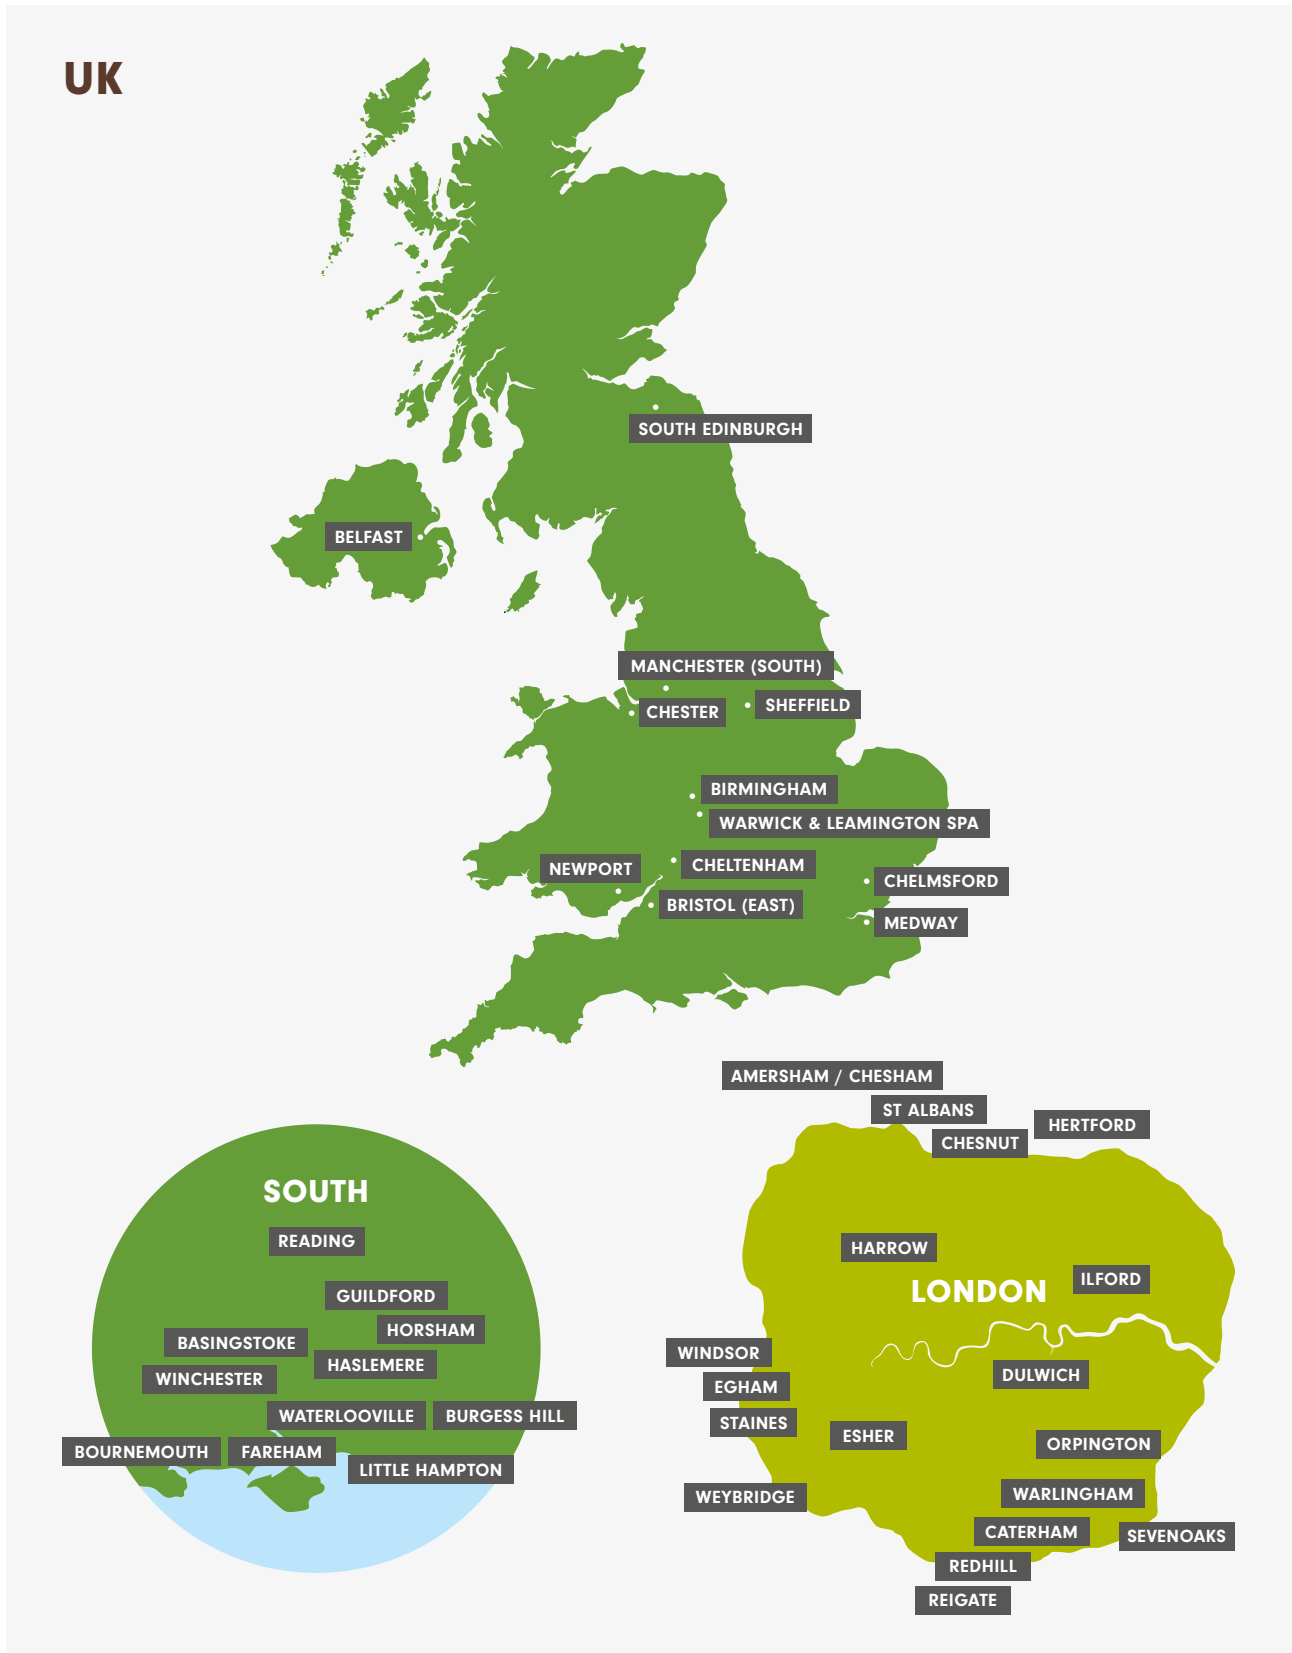 UK
SOUTH EDINBURGH
BELFAST
MANCHESTER (SOUTH)
CHESTER
SHEFFIELD
BIRMINGHAM
WARWICK & LEAMINGTON SPA
NEWPORT
CHELTENHAM
CHELMSFORD
BRISTOL (EAST)
MEDWAY
SOUTH
READING
GUILDFORD
HORSHAM
BASINGSTOKE
HASLEMERE
WINCHESTER
WATERLOOVILLE
BURGESS HILL
BOURNEMOUTH
FAREHAM
LITTLE HAMPTON
AMERSHAM / CHESHAM
ST ALBANS
HERTFORD
CHESNUT
HARROW
ILFORD
LONDON
WINDSOR
DULWICH
EGHAM
STAINES
ESHER
ORPINGTON
WEYBRIDGE
WARLINGHAM
CATERHAM
SEVENOAKS
REDHILL
REIGATE